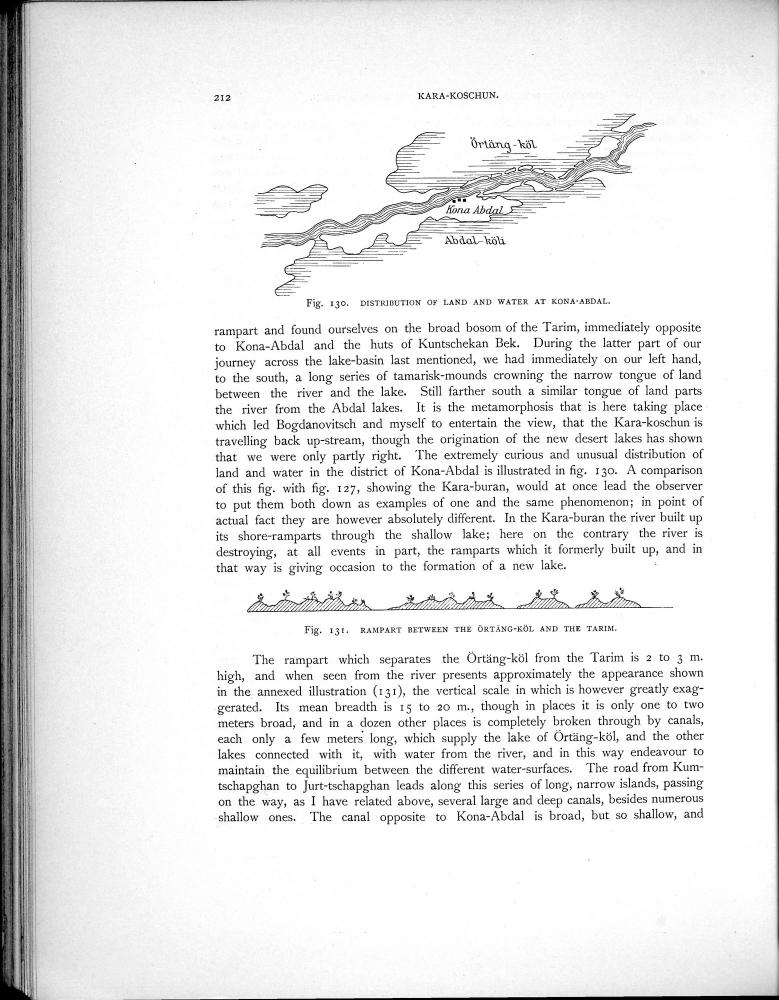 212
KARA-KOSCHUN.
Örtäng-köl
Kona Abdal
Abdal-köli
Fig. 130. DISTRIBUTION OF LAND AND WATER AT KONA-ABDAL.
rampart and found ourselves on the broad bosom of the Tarim, immediately opposite
to Kona-Abdal and the huts of Kuntschekan Bek. During the latter part of our
journey across the lake-basin last mentioned, we had immediately on our left hand,
to the south, a long series of tamarisk-mounds crowning the narrow tongue of land
between the river and the lake. Still farther south a similar tongue of land parts
the river from the Abdal lakes. It is the metamorphosis that is here taking place
which led Bogdanovitsch and myself to entertain the view, that the Kara-koschun is
travelling back up-stream, though the origination of the new desert lakes has shown
that we were only partly right. The extremely curious and unusual distribution of
land and water in the district of Kona-Abdal is illustrated in fig. 130. A comparison
of this fig. with fig. 127, showing the Kara-buran, would at once lead the observer
to put them both down as examples of one and the same phenomenon; in point of
actual fact they are however absolutely different. In the Kara-buran the river built up
its shore-ramparts through the shallow lake; here on the contrary the river is
destroying, at all events in part, the ramparts which it formerly built up, and in
that way is giving occasion to the formation of a new lake.
Fig. 131. RAMPART BETWEEN THE ÖRTÄNG-KÖL AND THE TARIM.
The rampart which separates the Örtäng-köl from the Tarim is 2 to 3 m.
high, and when seen from the river presents approximately the appearance shown
in the annexed illustration (131), the vertical scale in which is however greatly exag-
gerated. Its mean breadth is 15 to 20 m., though in places it is only one to two
meters broad, and in a dozen other places is completely broken through by canals,
each only a few meters long, which supply the lake of Örtäng-köl, and the other
lakes connected with it, with water from the river, and in this way endeavour to
maintain the equilibrium between the different water-surfaces. The road from Kum-
tschapghan to Jurt-tschapghan leads along this series of long, narrow islands, passing
on the way, as I have related above, several large and deep canals, besides numerous
shallow ones. The canal opposite to Kona-Abdal is broad, but so shallow, and